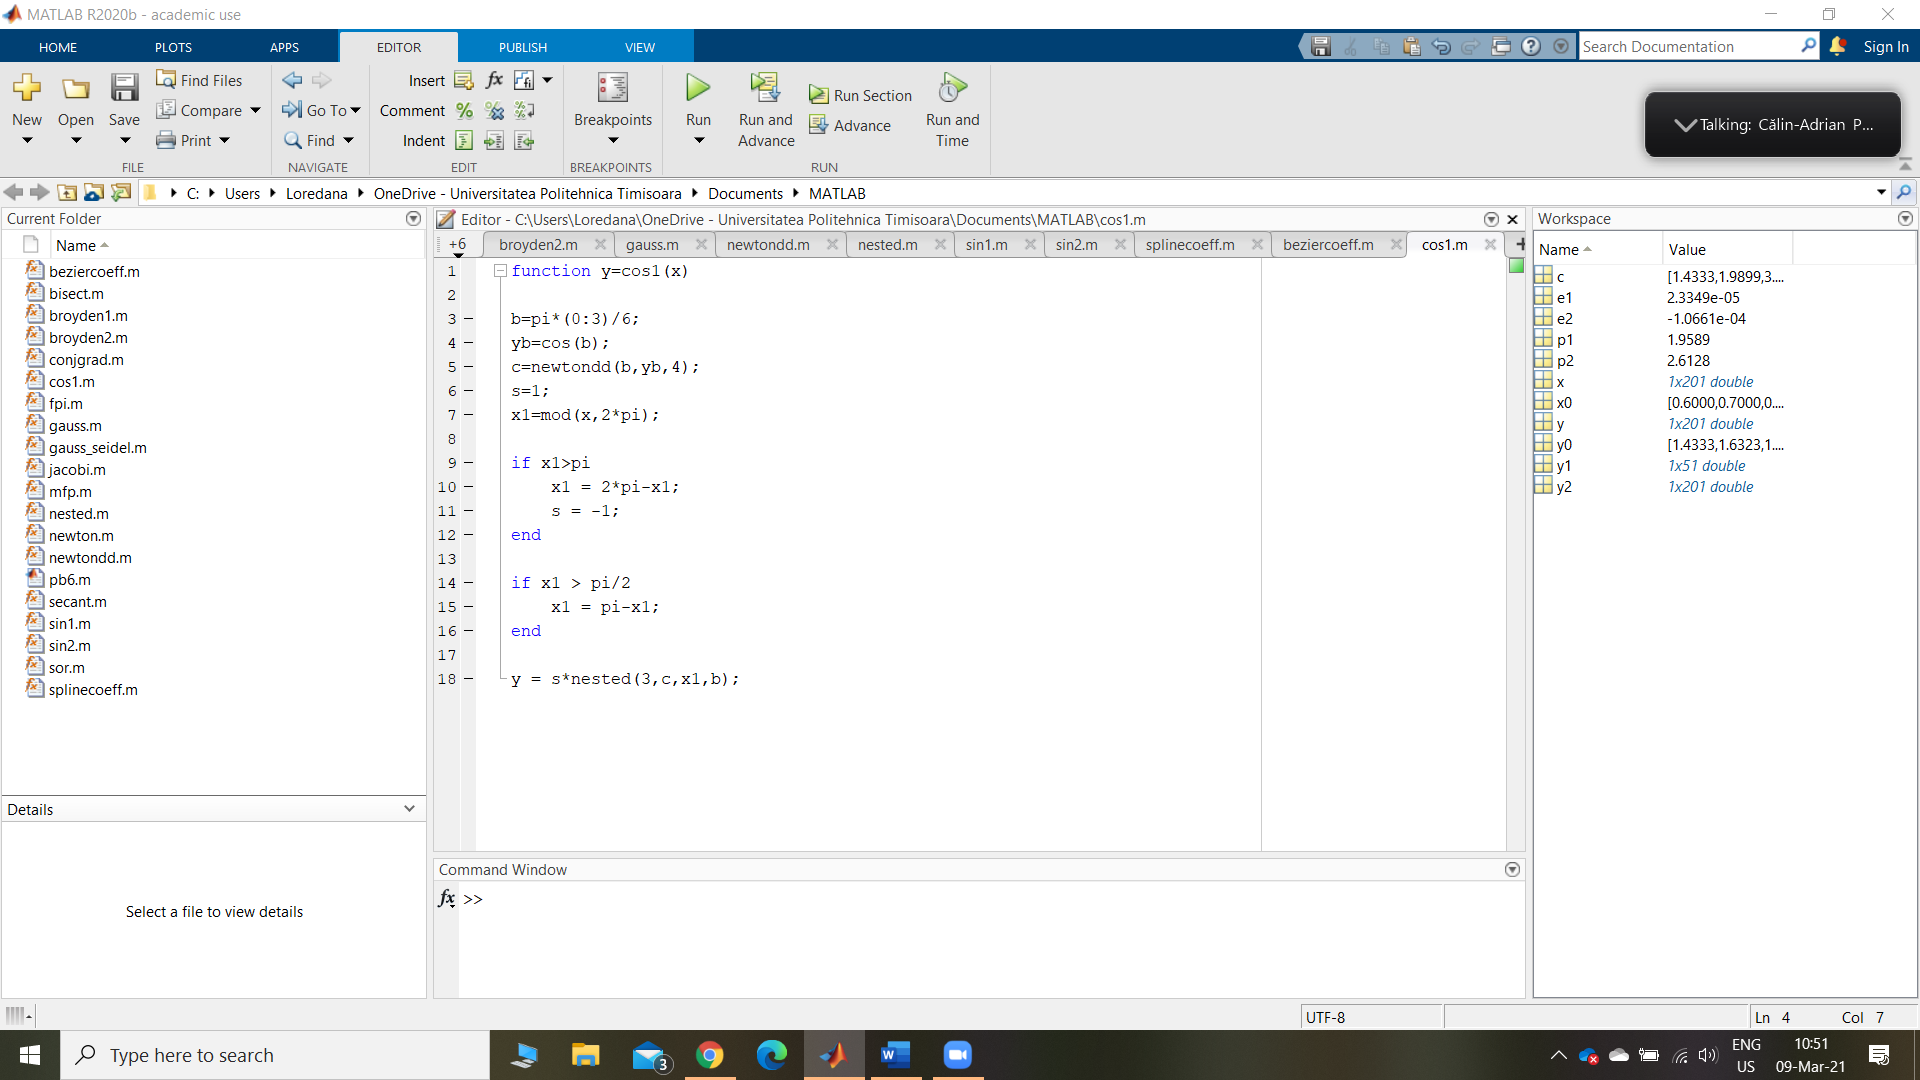 MATLAB R2020b - academic use
HOME PLOTS APPS EDITOR PUBLISH VIEW
Search Documentation
Sign In
New
Open
Save
Find Files
Compare
Print
FILE
Go To
Find
NAVIGATE
Insert
fx
Comment
Indent
EDIT
Breakpoints
BREAKPOINTS
Run
Run and Advance
Run Section
Advance
Run and Time
RUN
Talking: Călin-Adrian P...
C: Users Loredana OneDrive - Universitatea Politehnica Timisoara Documents MATLAB
Current Folder
Name
beziercoeff.m
bisect.m
broyden1.m
broyden2.m
conjgrad.m
cos1.m
fpi.m
gauss.m
gauss_seidel.m
jacobi.m
mfp.m
nested.m
newton.m
newtondd.m
pb6.m
secant.m
sin1.m
sin2.m
sor.m
splinecoeff.m
Details
Select a file to view details
Editor - C:\Users\Loredana\OneDrive - Universitatea Politehnica Timisoara\Documents\MATLAB\cos1.m
+6 broyden2.m gauss.m newtondd.m nested.m sin1.m sin2.m splinecoeff.m beziercoeff.m cos1.m
1 function y=cos1(x)
2
3 b=pi*(0:3)/6;
4 yb=cos(b);
5 c=newtondd(b,yb,4);
6 s=1;
7 x1=mod(x,2*pi);
8
9 if x1>pi
10 x1 = 2*pi-x1;
11 s = -1;
12 end
13
14 if x1 > pi/2
15 x1 = pi-x1;
16 end
17
18 y = s*nested(3,c,x1,b);
Command Window
fx >>
Workspace
Name Value
c [1.4333,1.9899,3....
e1 2.3349e-05
e2 -1.0661e-04
p1 1.9589
p2 2.6128
x 1x201 double
x0 [0.6000,0.7000,0....
y 1x201 double
y0 [1.4333,1.6323,1....
y1 1x51 double
y2 1x201 double
UTF-8
Ln 4 Col 7
Type here to search
3
ENG
US
10:51
09-Mar-21